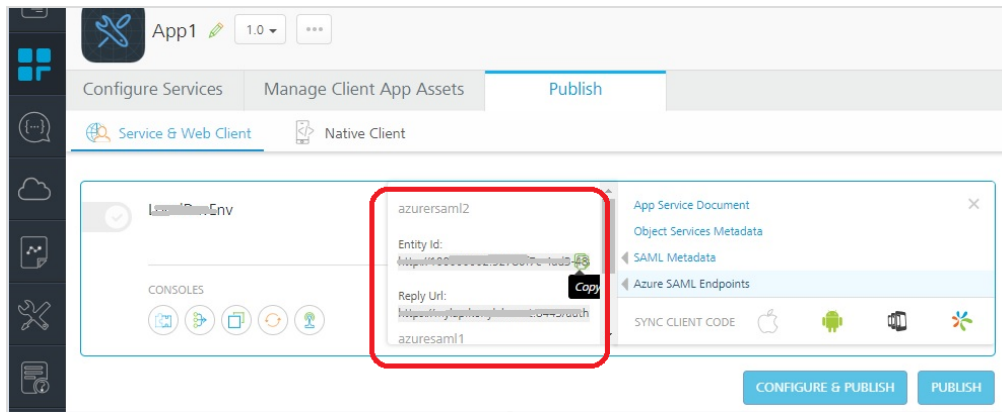 App1 1.0
Configure Services Manage Client App Assets Publish
Service & Web Client Native Client
Env
azurersaml2
Entity Id:
Copy
Reply Url:
azuresaml1
App Service Document
Object Services Metadata
SAML Metadata
Azure SAML Endpoints
CONSOLES
SYNC CLIENT CODE
CONFIGURE & PUBLISH PUBLISH